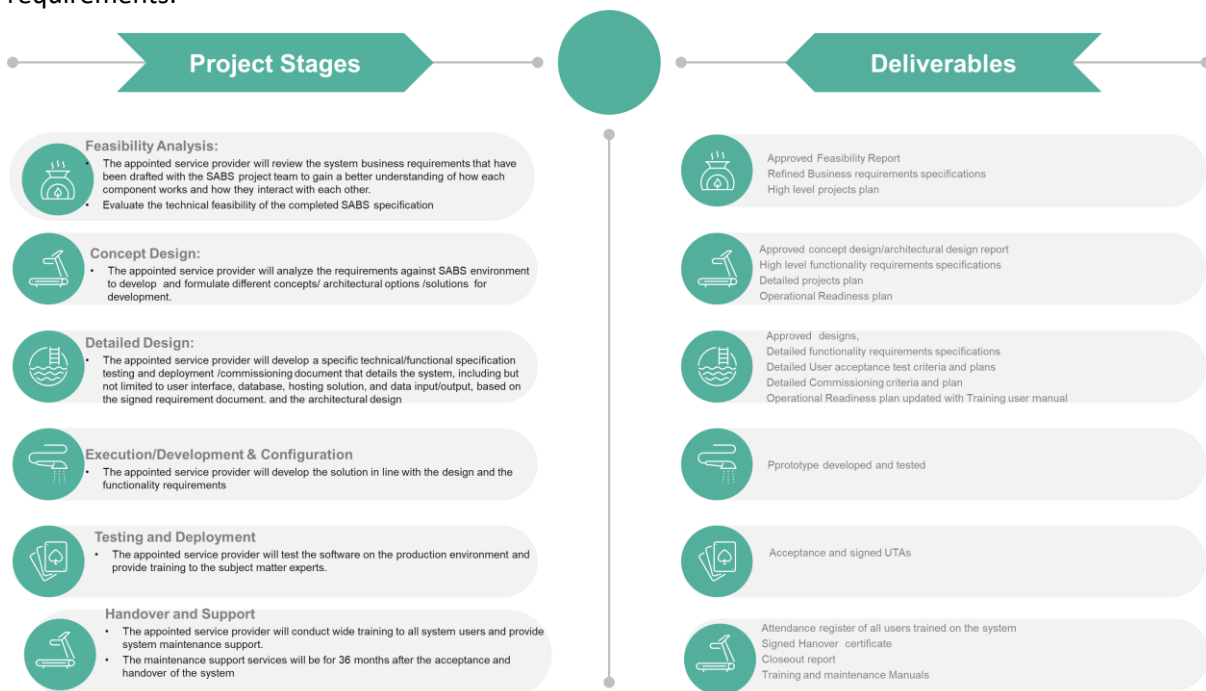 requirements.
Project Stages
Deliverables
Feasibility Analysis:
• The appointed service provider will review the system business requirements that have
been drafted with the SABS project team to gain a better understanding of how each
component works and how they interact with each other.
• Evaluate the technical feasibility of the completed SABS specification
Approved Feasibility Report
Refined Business requirements specifications
High level projects plan
Concept Design:
• The appointed service provider will analyze the requirements against SABS environment
to develop and formulate different concepts/ architectural options /solutions for
development.
Approved concept design/architectural design report
High level functionality requirements specifications
Detailed projects plan
Operational Readiness plan
Detailed Design:
• The appointed service provider will develop a specific technical/functional specification
testing and deployment /commissioning document that details the system, including but
not limited to user interface, database, hosting solution, and data input/output, based on
the signed requirement document. and the architectural design
Approved designs,
Detailed functionality requirements specifications
Detailed User acceptance test criteria and plans
Detailed Commissioning criteria and plan
Operational Readiness plan updated with Training user manual
Execution/Development & Configuration
• The appointed service provider will develop the solution in line with the design and the
functionality requirements
Pprototype developed and tested
Testing and Deployment
• The appointed service provider will test the software on the production environment and
provide training to the subject matter experts.
Acceptance and signed UTAs
Handover and Support
• The appointed service provider will conduct wide training to all system users and provide
system maintenance support.
• The maintenance support services will be for 36 months after the acceptance and
handover of the system
Attendance register of all users trained on the system
Signed Hanover certificate
Closeout report
Training and maintenance Manuals